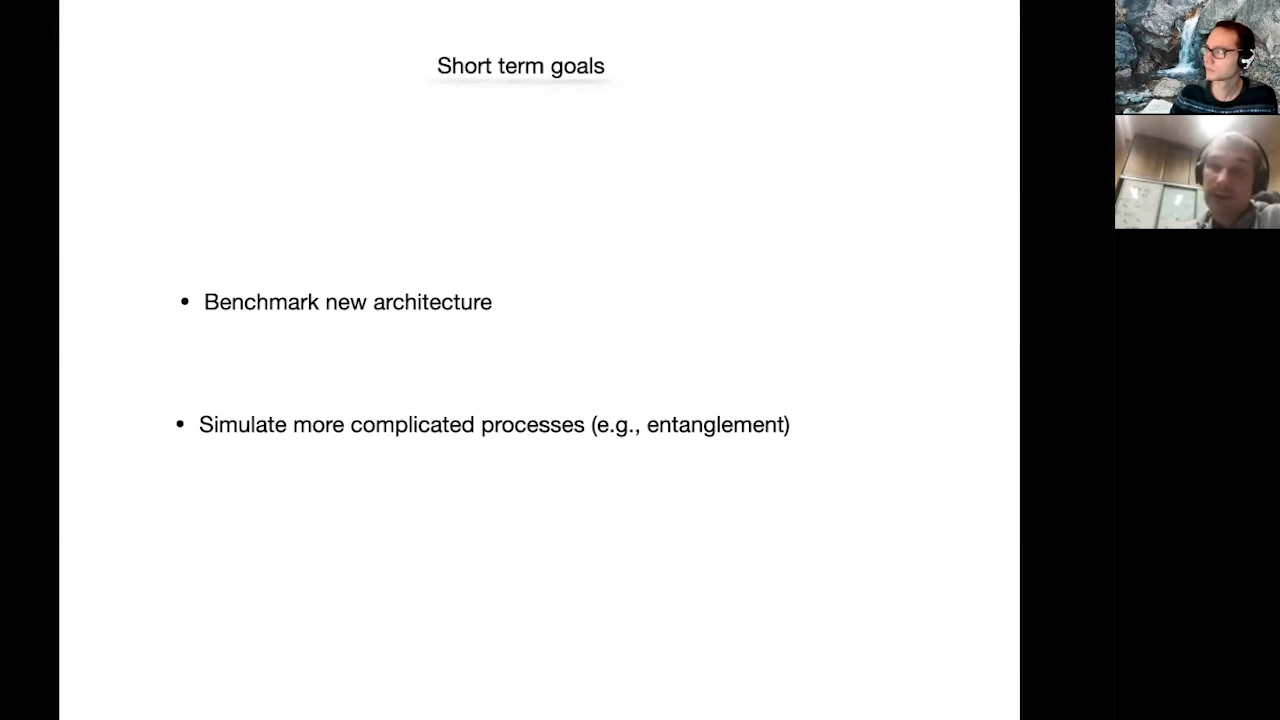 Short term goals
• Benchmark new architecture
• Simulate more complicated processes (e.g., entanglement)